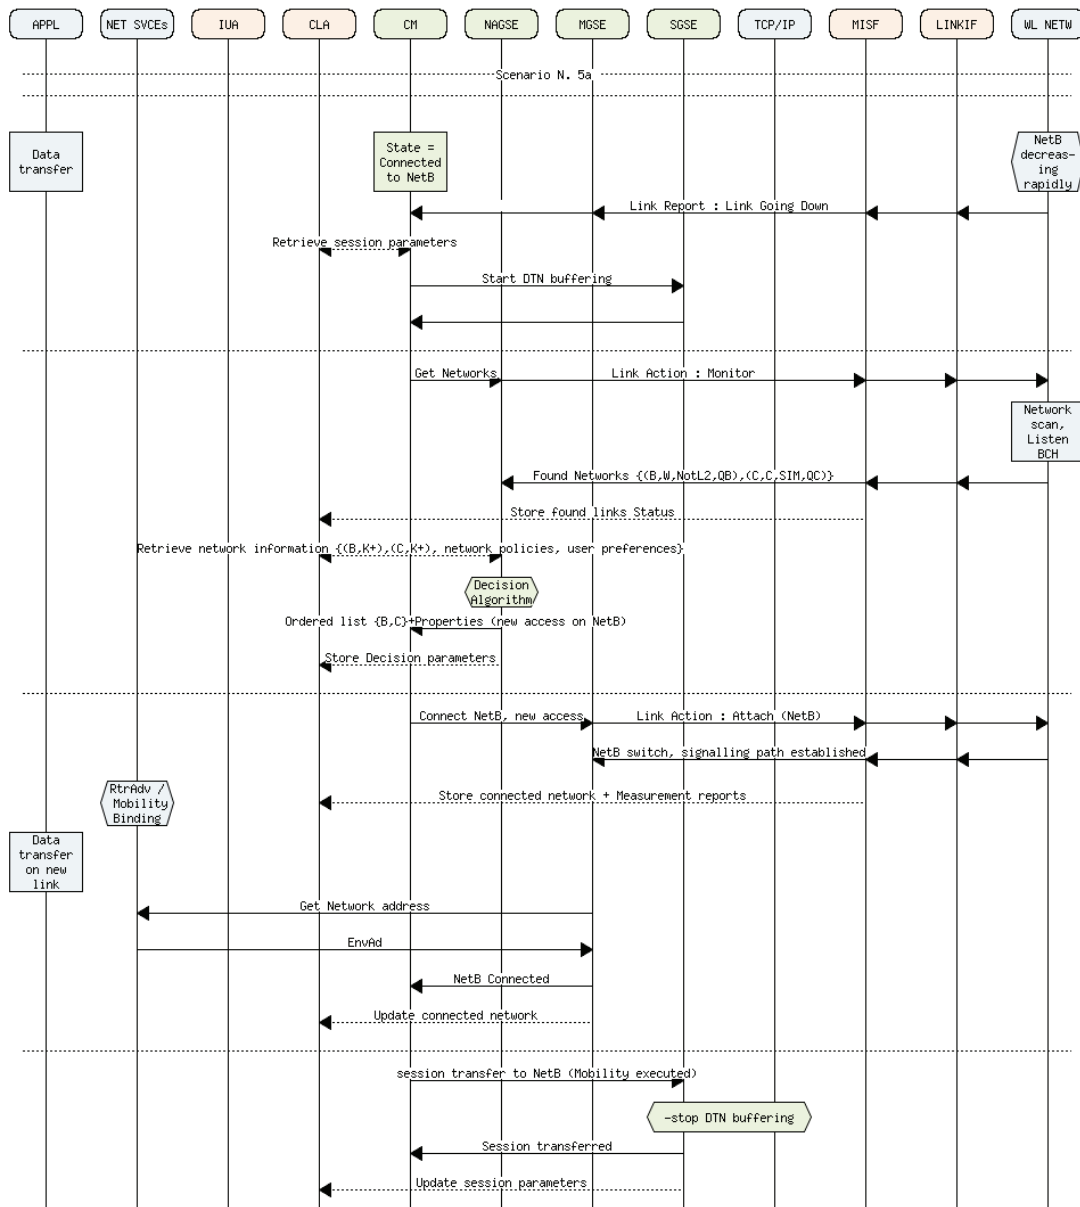 APPL NET SVCEs IUA CLA CM NAGSE MGSE SGSE TCP/IP MISF LINKIF WL NETW
Scenario N. 5a
Data
transfer
State =
Connected
to NetB
NetB
decreas-
ing
rapidly
Link Report : Link Going Down
Retrieve session parameters
Start DTN buffering
Get Networks
Link Action : Monitor
Network
scan,
Listen
BCH
Found Networks {(B,W,NotL2,QB),(C,C,SIM,QC)}
Store found links Status
Retrieve network information {(B,K+),(C,K+), network policies, user preferences}
Decision
Algorithm
Ordered list {B,C}+Properties (new access on NetB)
Store Decision parameters
Connect NetB, new access
Link Action : Attach (NetB)
NetB switch, signalling path established
RtrAdv /
Mobility
Binding
Store connected network + Measurement reports
Data
transfer
on new
link
Get Network address
EnvAd
NetB Connected
Update connected network
session transfer to NetB (Mobility executed)
-stop DTN buffering
Session transferred
Update session parameters